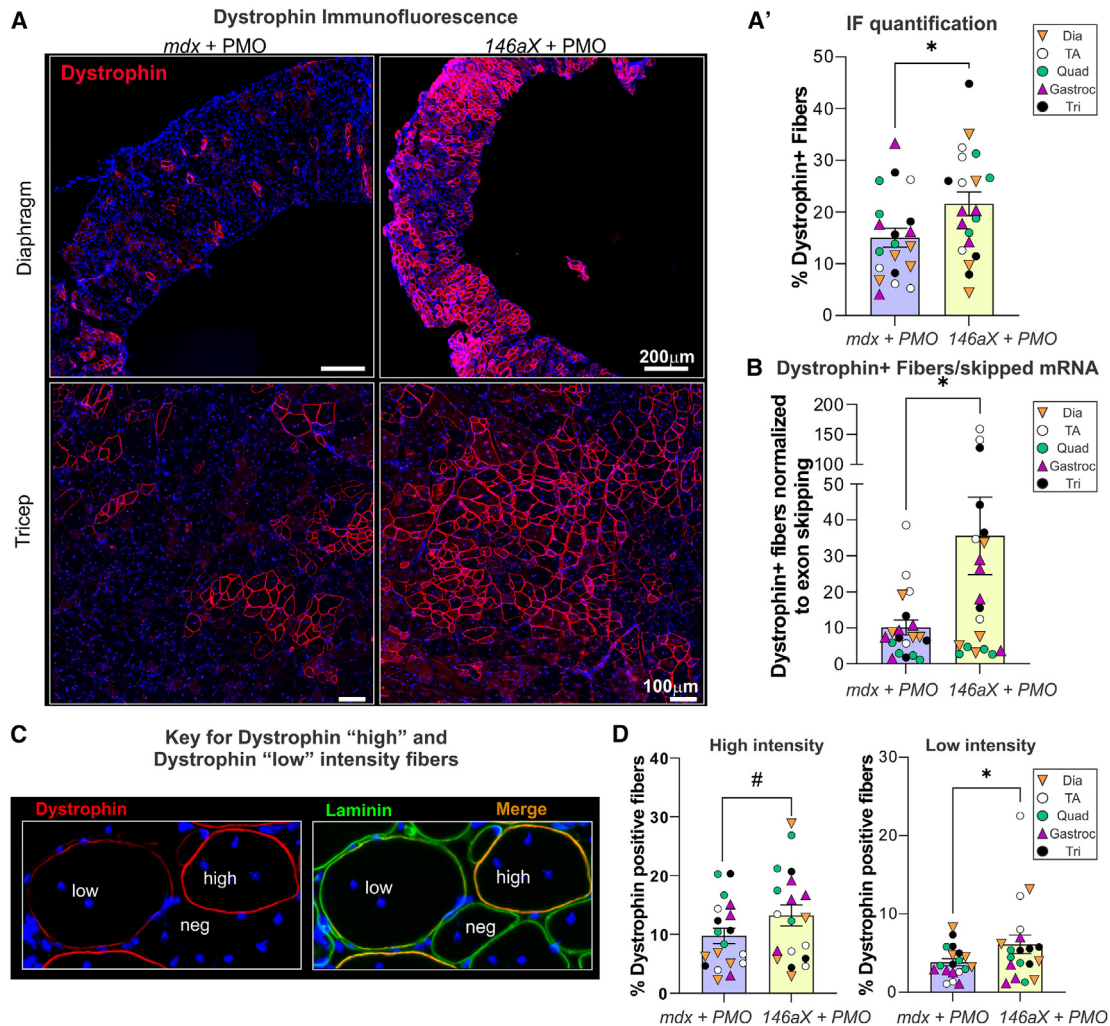 A
Dystrophin Immunofluorescence
mdx + PMO
146aX + PMO
Dystrophin
Diaphragm
200μm
Tricep
100μm
A'
IF quantification
*
% Dystrophin+ Fibers
50
40
30
20
10
0
mdx + PMO
146aX + PMO
Dia
TA
Quad
Gastroc
Tri
B
Dystrophin+ Fibers/skipped mRNA
*
Dystrophin+ fibers normalized
to exon skipping
200
150
100
50
40
30
20
10
0
mdx + PMO
146aX + PMO
Dia
TA
Quad
Gastroc
Tri
C
Key for Dystrophin “high” and
Dystrophin “low” intensity fibers
Dystrophin
low
high
neg
Laminin
Merge
low
high
neg
D
High intensity
#
% Dystrophin positive fibers
40
30
20
10
0
mdx + PMO
146aX + PMO
Low intensity
*
% Dystrophin positive fibers
30
20
10
0
mdx + PMO
146aX + PMO
Dia
TA
Quad
Gastroc
Tri